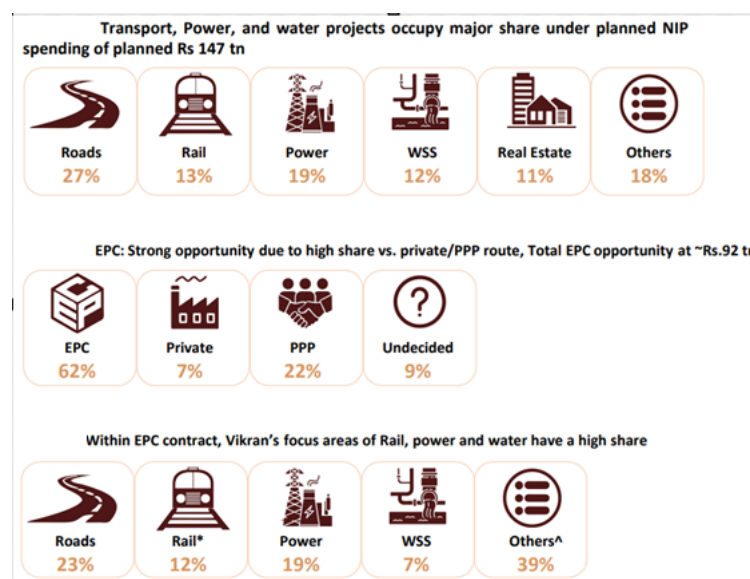 Transport, Power, and water projects occupy major share under planned NIP
spending of planned Rs 147 tn
Roads Rail Power WSS Real Estate Others
27% 13% 19% 12% 11% 18%
EPC: Strong opportunity due to high share vs. private/PPP route, Total EPC opportunity at ~Rs.92 tr
EPC
EPC Private PPP Undecided
62% 7% 22% 9%
Within EPC contract, Vikran's focus areas of Rail, power and water have a high share
Roads Rail* Power WSS Others^
23% 12% 19% 7% 39%